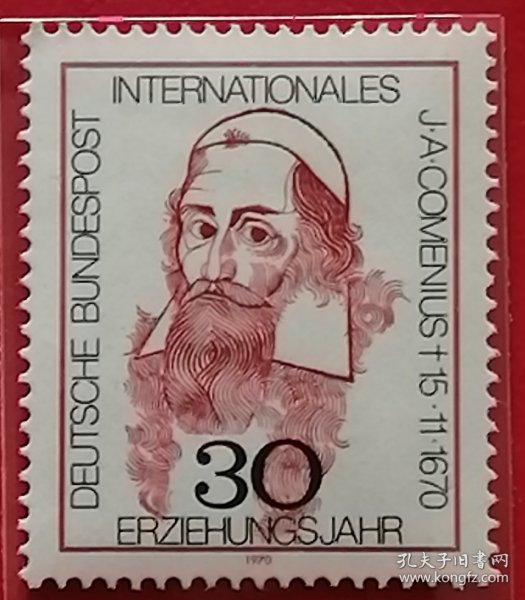 INTERNATIONALES
DEUTSCHE BUNDESPOST
J·A·COMENIUS † 15·11·1670
30
ERZIEHUNGSJAHR
1970
孔夫子旧书网
www.kongfz.com